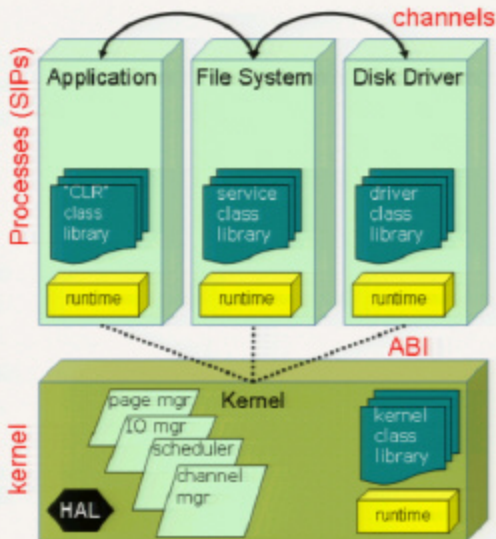 channels
Processes (SIPs)
Application
File System
Disk Driver
"CLR"
class
library
service
class
library
driver
class
library
runtime
runtime
runtime
ABI
kernel
Kernel
page mgr
IO mgr
scheduler
channel
mgr
kernel
class
library
HAL
runtime